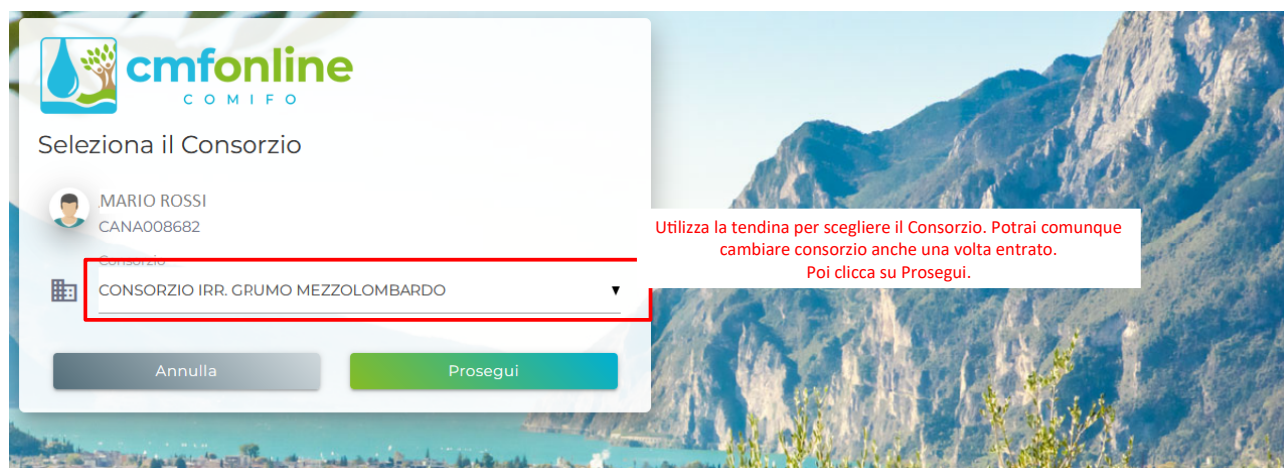 cmfonline
COMIFO
Seleziona il Consorzio
MARIO ROSSI
CANA008682
Consorzio
CONSORZIO IRR. GRUMO MEZZOLOMBARDO
Annulla
Prosegui
Utilizza la tendina per scegliere il Consorzio. Potrai comunque
cambiare consorzio anche una volta entrato.
Poi clicca su Prosegui.